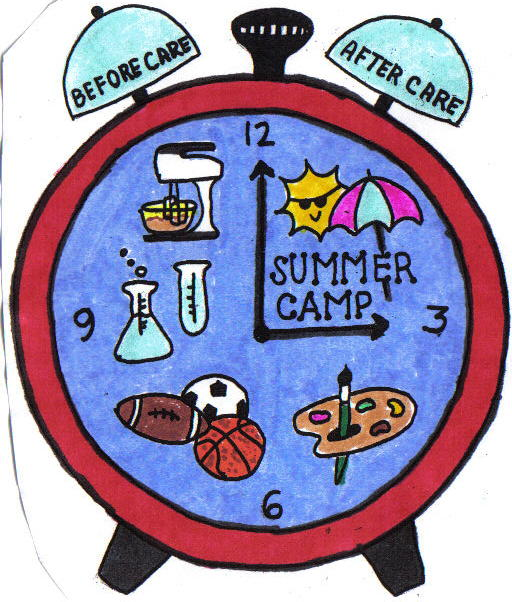 BEFORE CARE
AFTER CARE
12
SUMMER
CAMP
9
3
6